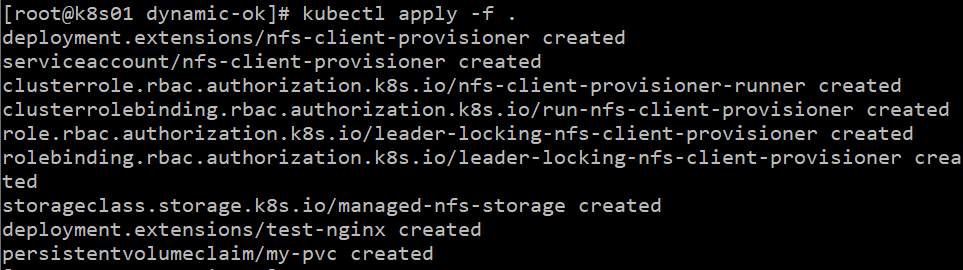 [root@k8s01 dynamic-ok]# kubectl apply -f .
deployment.extensions/nfs-client-provisioner created
serviceaccount/nfs-client-provisioner created
clusterrole.rbac.authorization.k8s.io/nfs-client-provisioner-runner created
clusterrolebinding.rbac.authorization.k8s.io/run-nfs-client-provisioner created
role.rbac.authorization.k8s.io/leader-locking-nfs-client-provisioner created
rolebinding.rbac.authorization.k8s.io/leader-locking-nfs-client-provisioner crea
ted
storageclass.storage.k8s.io/managed-nfs-storage created
deployment.extensions/test-nginx created
persistentvolumeclaim/my-pvc created